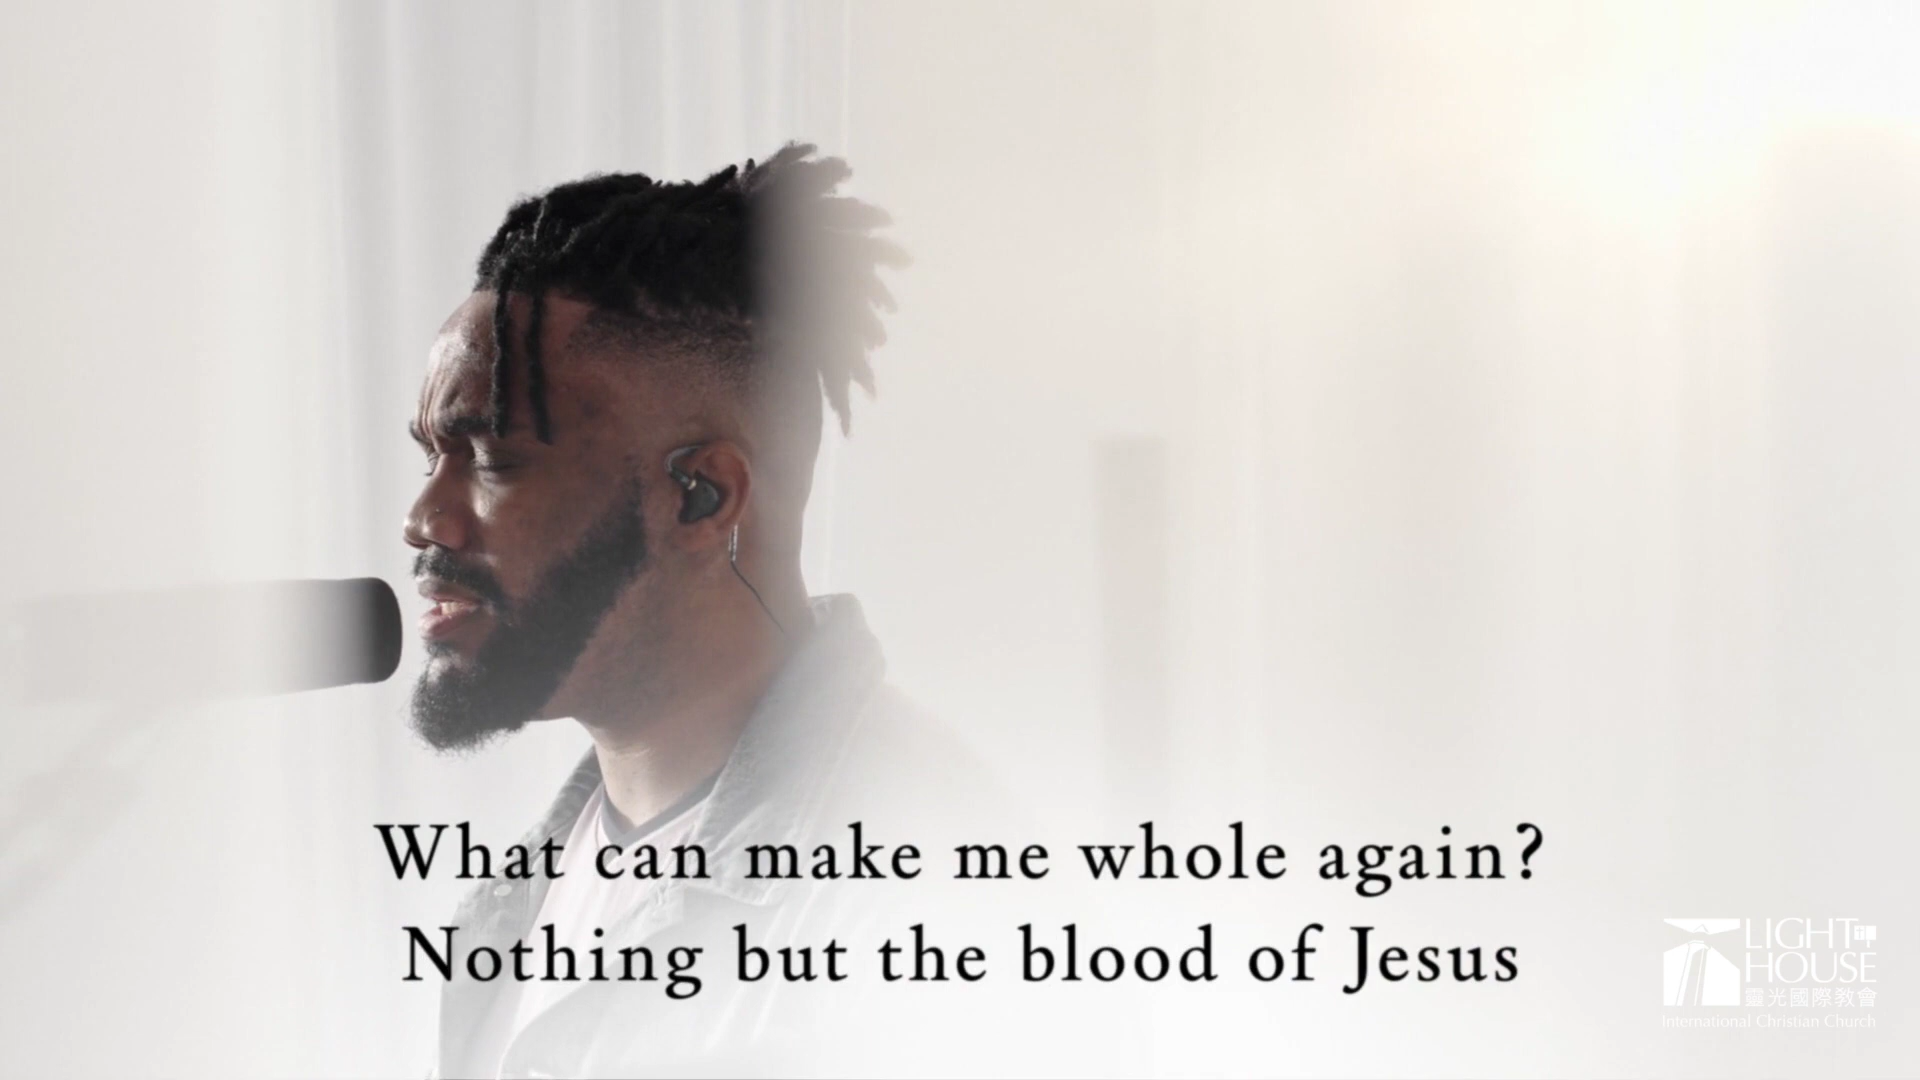 What can make me whole again?
Nothing but the blood of Jesus
LIGHT
HOUSE
靈光國際教會
International Christian Church